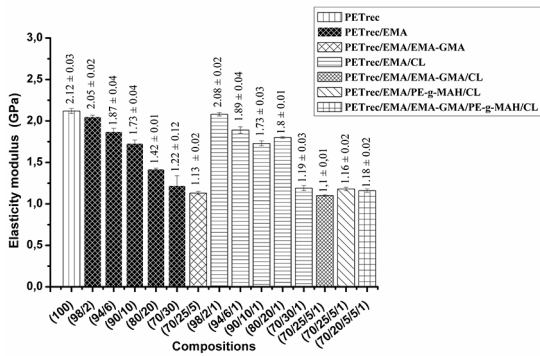 PETrec
PETrec/EMA
PETrec/EMA/EMA-GMA
PETrec/EMA/CL
PETrec/EMA/EMA-GMA/CL
PETrec/EMA/PE-g-MAH/CL
PETrec/EMA/EMA-GMA/PE-g-MAH/CL
Elasticity modulus (GPa)
3,0
2,5
2,0
1,5
1,0
0,5
0,0
2.12 ± 0.03
2.05 ± 0.02
1.87 ± 0.04
1.73 ± 0.04
1.42 ± 0.01
1.22 ± 0.12
1.13 ± 0.02
2.08 ± 0.02
1.89 ± 0.04
1.73 ± 0.03
1.8 ± 0.01
1.19 ± 0.03
1,1 ± 0,01
1.16 ± 0.02
1.18 ± 0.02
(100)
(98/2)
(94/6)
(90/10)
(80/20)
(70/30)
(70/25/5)
(98/2/1)
(94/6/1)
(90/10/1)
(80/20/1)
(70/30/1)
(70/25/5/1)
(70/25/5/1)
(70/20/5/5/1)
Compositions